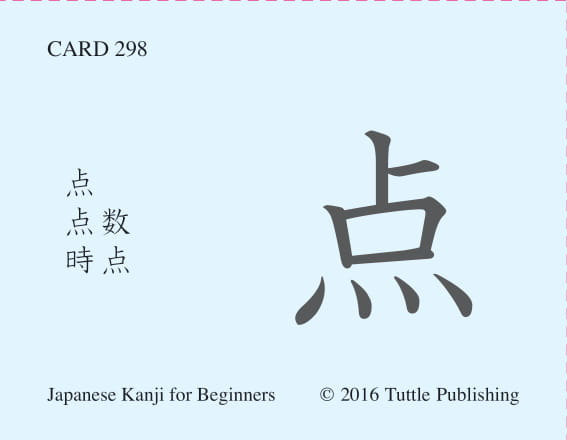 CARD 298
点
点数
時点
点
Japanese Kanji for Beginners
© 2016 Tuttle Publishing